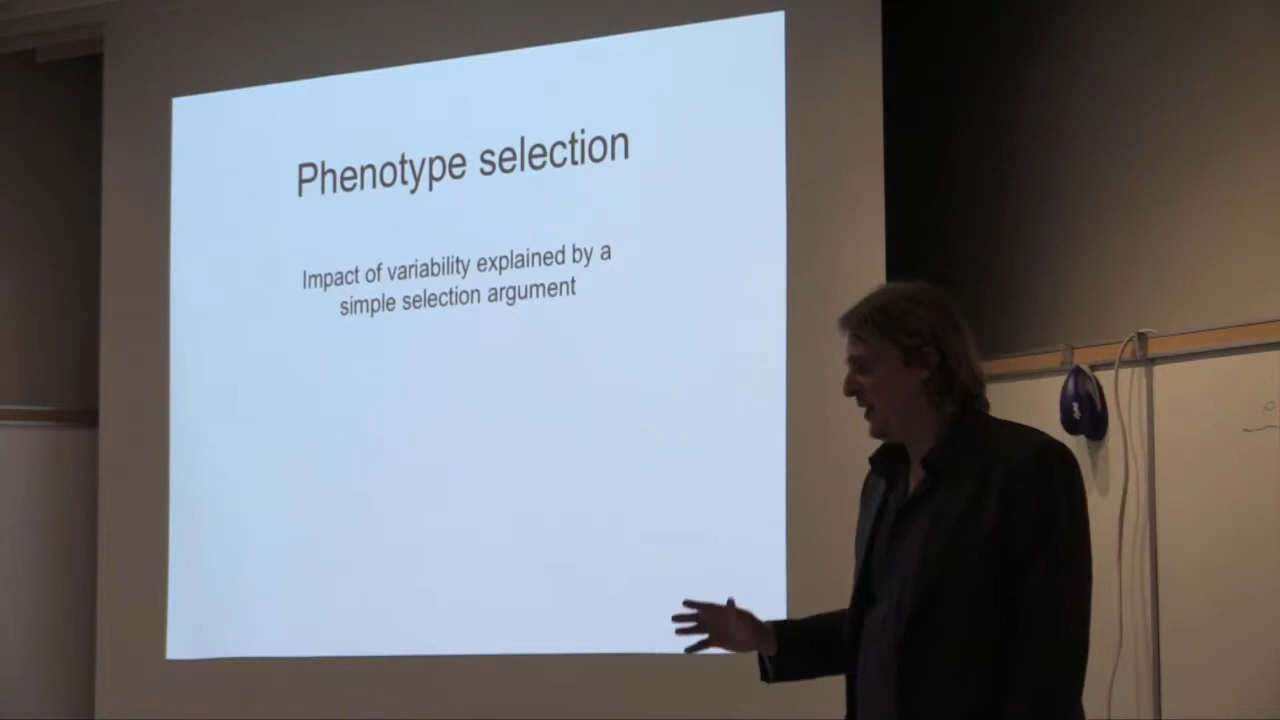 Phenotype selection
Impact of variability explained by a
simple selection argument